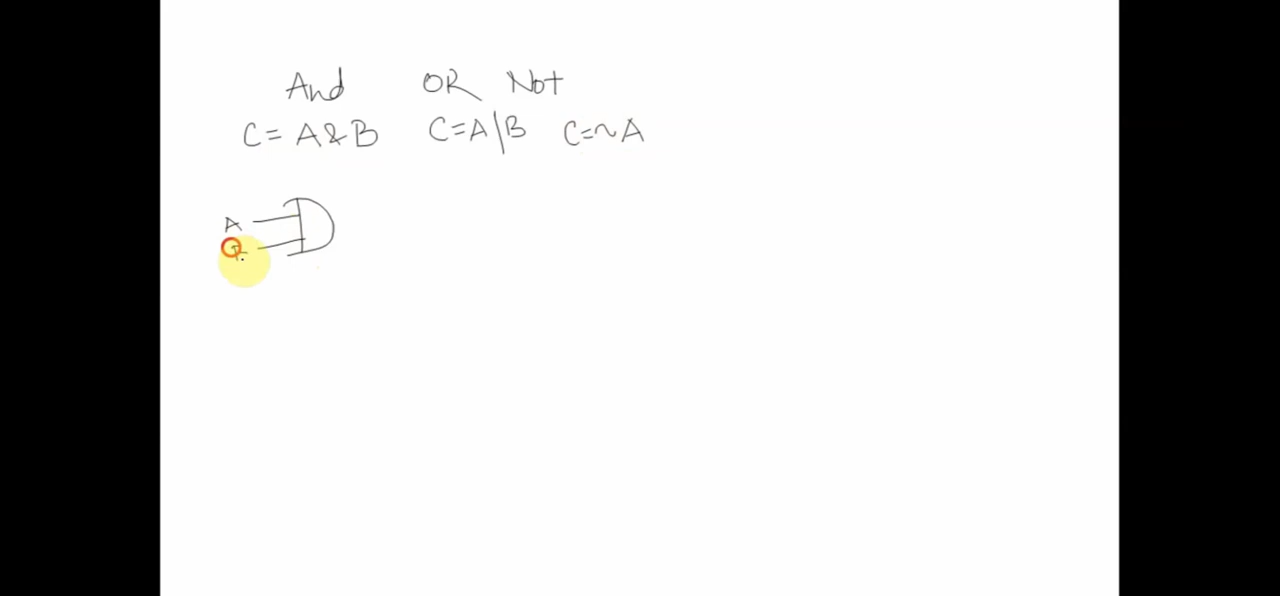 And OR Not
C = A & B C = A | B C = ~ A
A